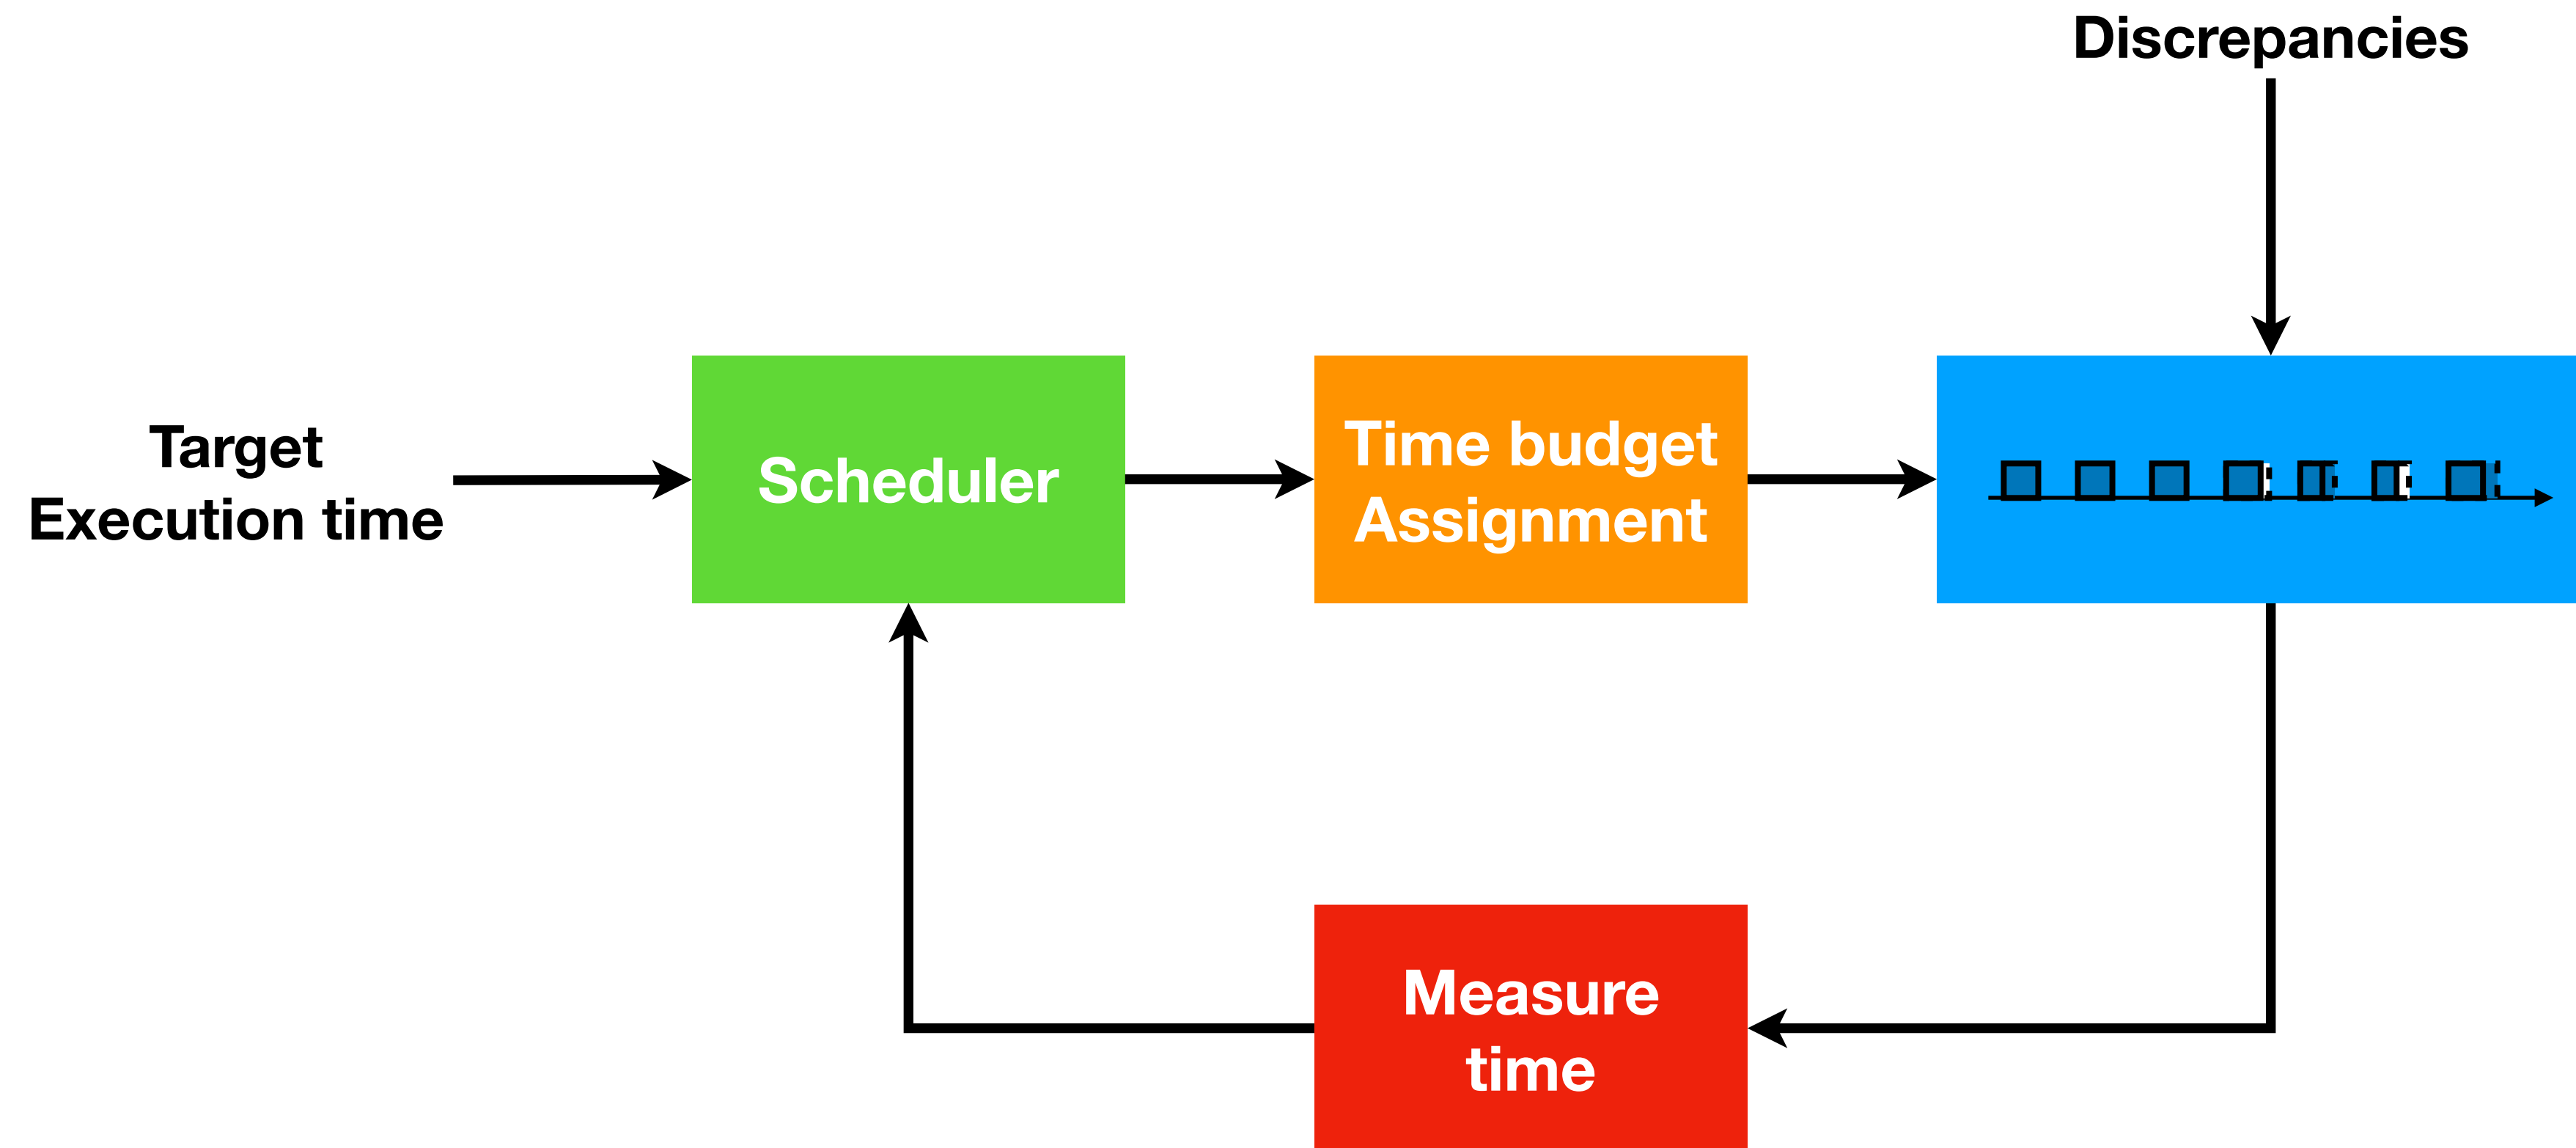 Discrepancies
Target
Execution time
Scheduler
Time budget
Assignment
Measure
time